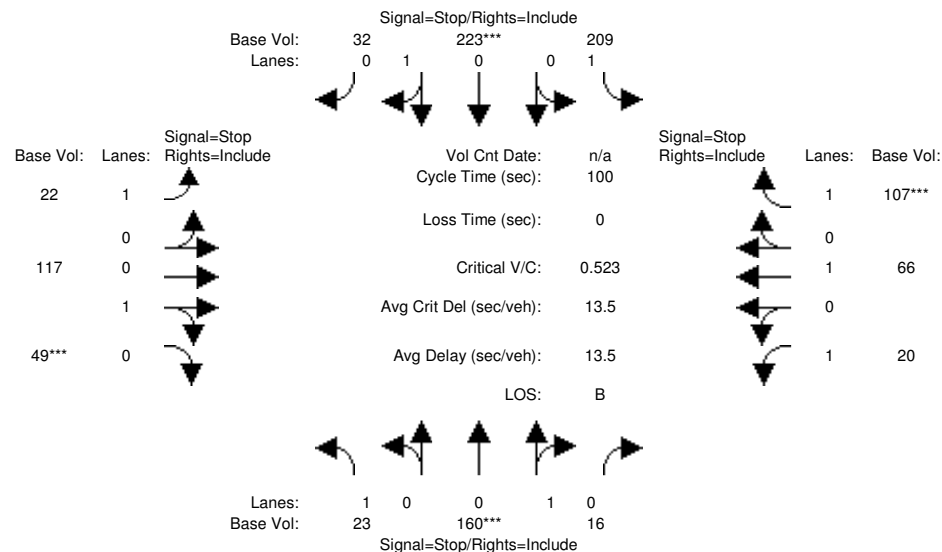 Signal=Stop/Rights=Include
Base Vol: 32 223*** 209
Lanes: 0 1 0 0 1
Signal=Stop
Base Vol: Lanes: Rights=Include
Vol Cnt Date: n/a
Signal=Stop
Rights=Include Lanes: Base Vol:
Cycle Time (sec): 100
22 1
1 107***
Loss Time (sec): 0
0
0
117 0
Critical V/C: 0.523
1 66
1
Avg Crit Del (sec/veh): 13.5
0
49*** 0
Avg Delay (sec/veh): 13.5
1 20
LOS: B
Lanes: 1 0 0 1 0
Base Vol: 23 160*** 16
Signal=Stop/Rights=Include